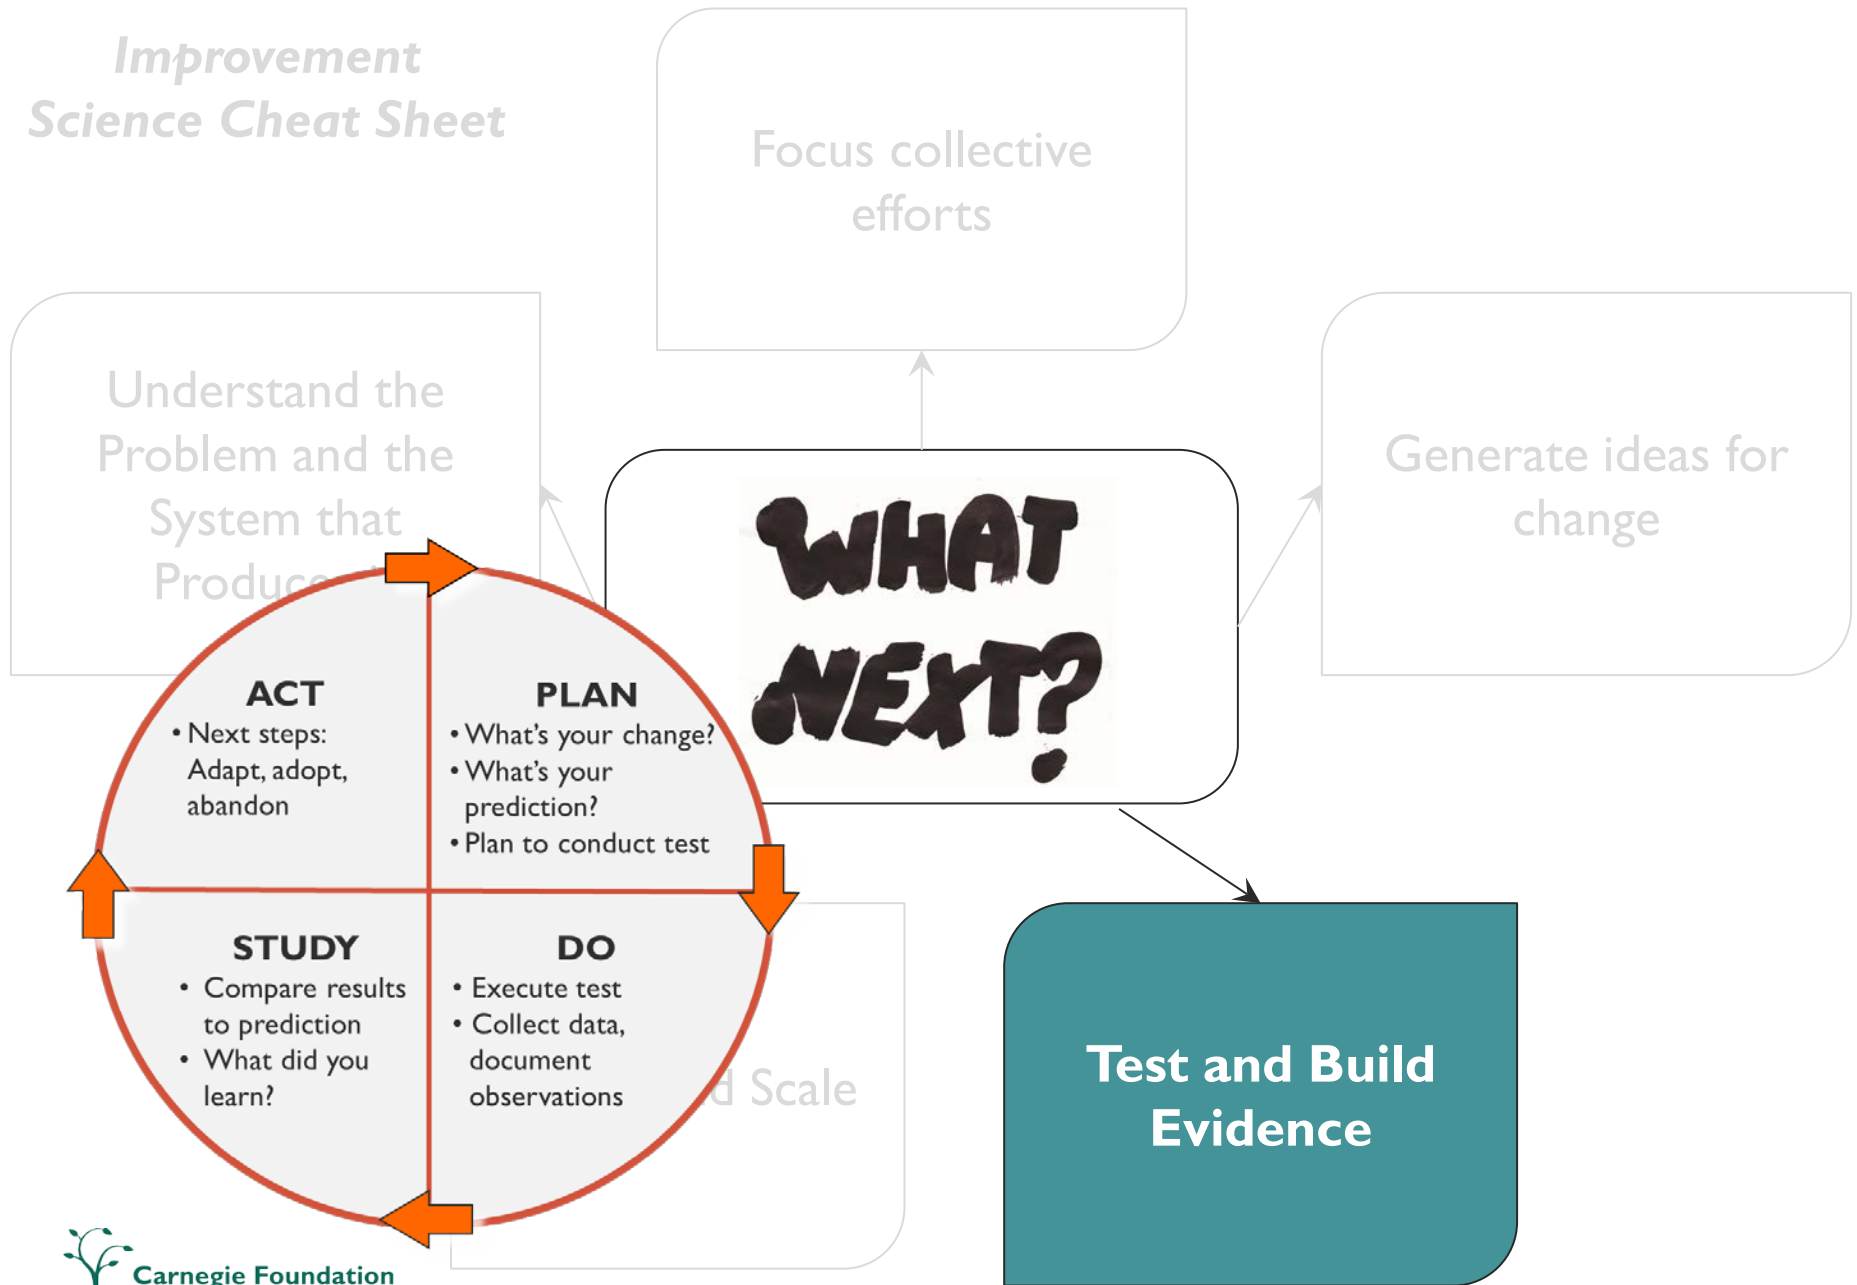 Improvement
Science Cheat Sheet
Focus collective
efforts
Understand the
Problem and the
System that
Generate ideas for
change
WHAT
NEXT?
ACT
• Next steps:
Adapt, adopt,
abandon
PLAN
• What's your change?
• What's your
prediction?
• Plan to conduct test
STUDY
• Compare results
to prediction
• What did you
learn?
DO
• Execute test
• Collect data,
document
observations
Scale
Test and Build
Evidence
Carnegie Foundation